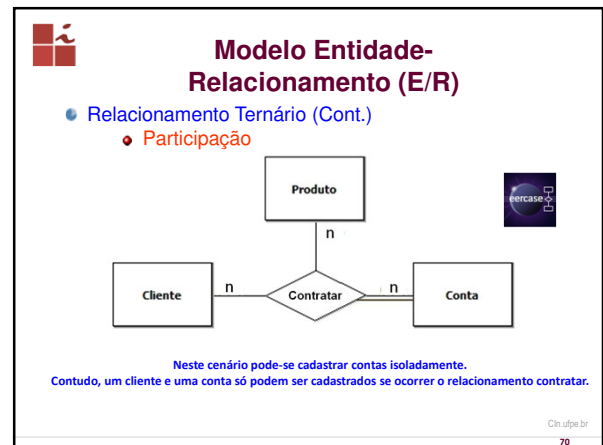 Modelo Entidade-
Relacionamento (E/R)
Relacionamento Ternário (Cont.)
Participação
Produto
eercase
n
Cliente
n
Contratar
n
Conta
Neste cenário pode-se cadastrar contas isoladamente.
Contudo, um cliente e uma conta só podem ser cadastrados se ocorrer o relacionamento contratar.
CIn.ufpe.br
70